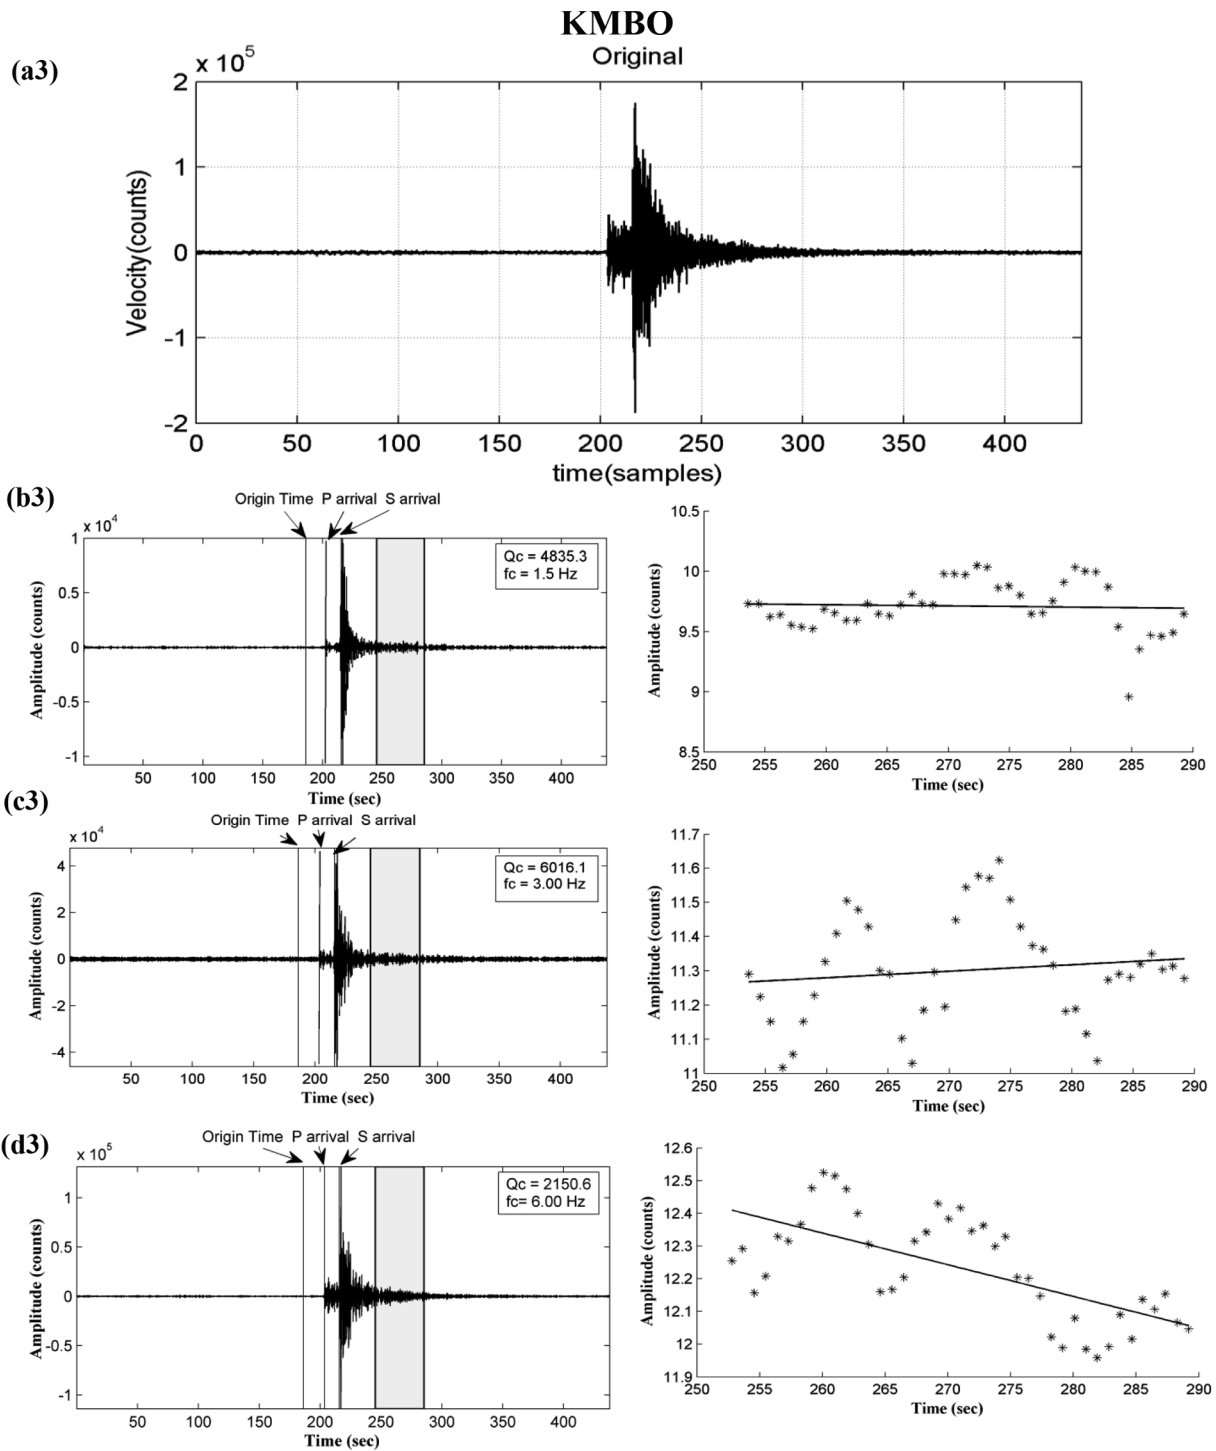 KMBO
Original
(a3)
x 10^5
2
1
0
-1
-2
Velocity(counts)
0 50 100 150 200 250 300 350 400
time(samples)
(b3)
Origin Time P arrival S arrival
x 10^4
1
0.5
0
-0.5
-1
Amplitude (counts)
Qc = 4835.3
fc = 1.5 Hz
50 100 150 200 250 300 350 400
Time (sec)
10.5
10
9.5
9
8.5
Amplitude (counts)
250 255 260 265 270 275 280 285 290
Time (sec)
(c3)
Origin Time P arrival S arrival
x 10^4
4
2
0
-2
-4
Amplitude (counts)
Qc = 6016.1
fc = 3.00 Hz
50 100 150 200 250 300 350 400
Time (sec)
11.7
11.6
11.5
11.4
11.3
11.2
11.1
11
Amplitude (counts)
250 255 260 265 270 275 280 285 290
Time (sec)
(d3)
Origin Time P arrival S arrival
x 10^5
1
0.5
0
-0.5
-1
Amplitude (counts)
Qc = 2150.6
fc= 6.00 Hz
50 100 150 200 250 300 350 400
Time (sec)
12.6
12.5
12.4
12.3
12.2
12.1
12
11.9
Amplitude (counts)
250 255 260 265 270 275 280 285 290
Time (sec)